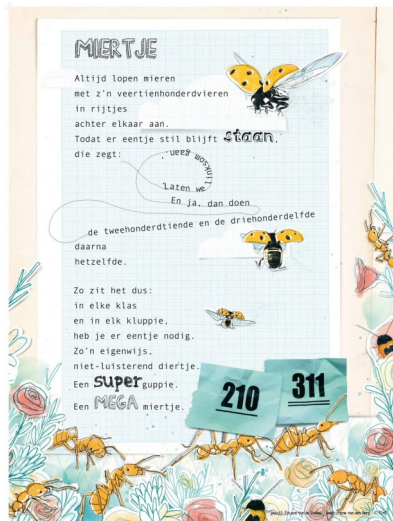 MIERTJE
Altijd lopen mieren
met z'n veertienhonderdvieren
in rijtjes
achter elkaar aan.
Todat er eentje stil blijft staan,
die zegt:
'Laten we linksom gaan.'
En ja, dan doen
de tweehonderdtiende en de driehonderdelfde
daarna
hetzelfde.
Zo zit het dus:
in elke klas
en in elk kluppie,
heb je er eentje nodig.
Zo'n eigenwijs,
niet-luisterend diertje.
Een super guppie.
Een MEGA miertje.
210
311